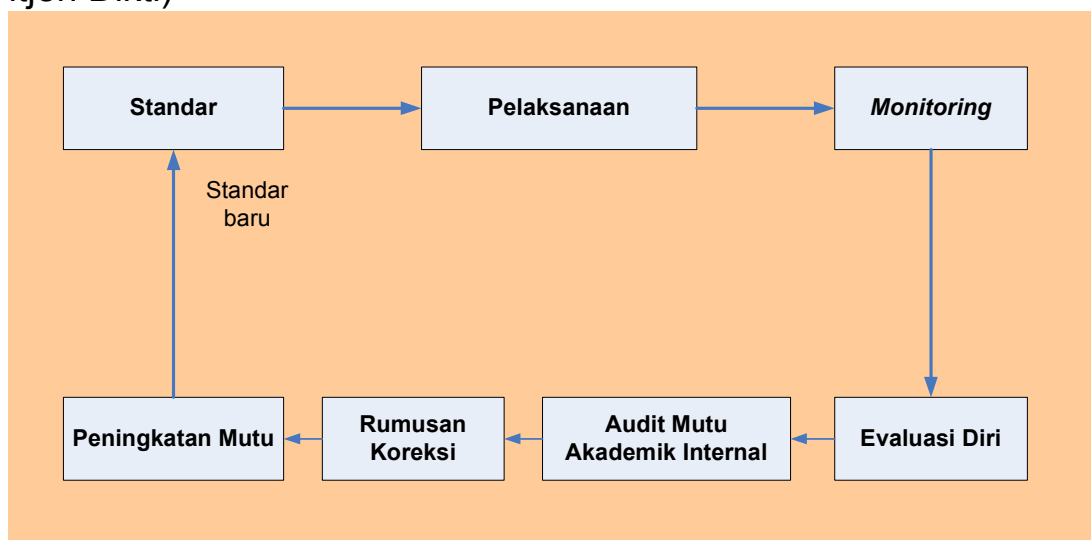 Standar
Pelaksanaan
Monitoring
Standar
baru
Peningkatan Mutu
Rumusan
Koreksi
Audit Mutu
Akademik Internal
Evaluasi Diri